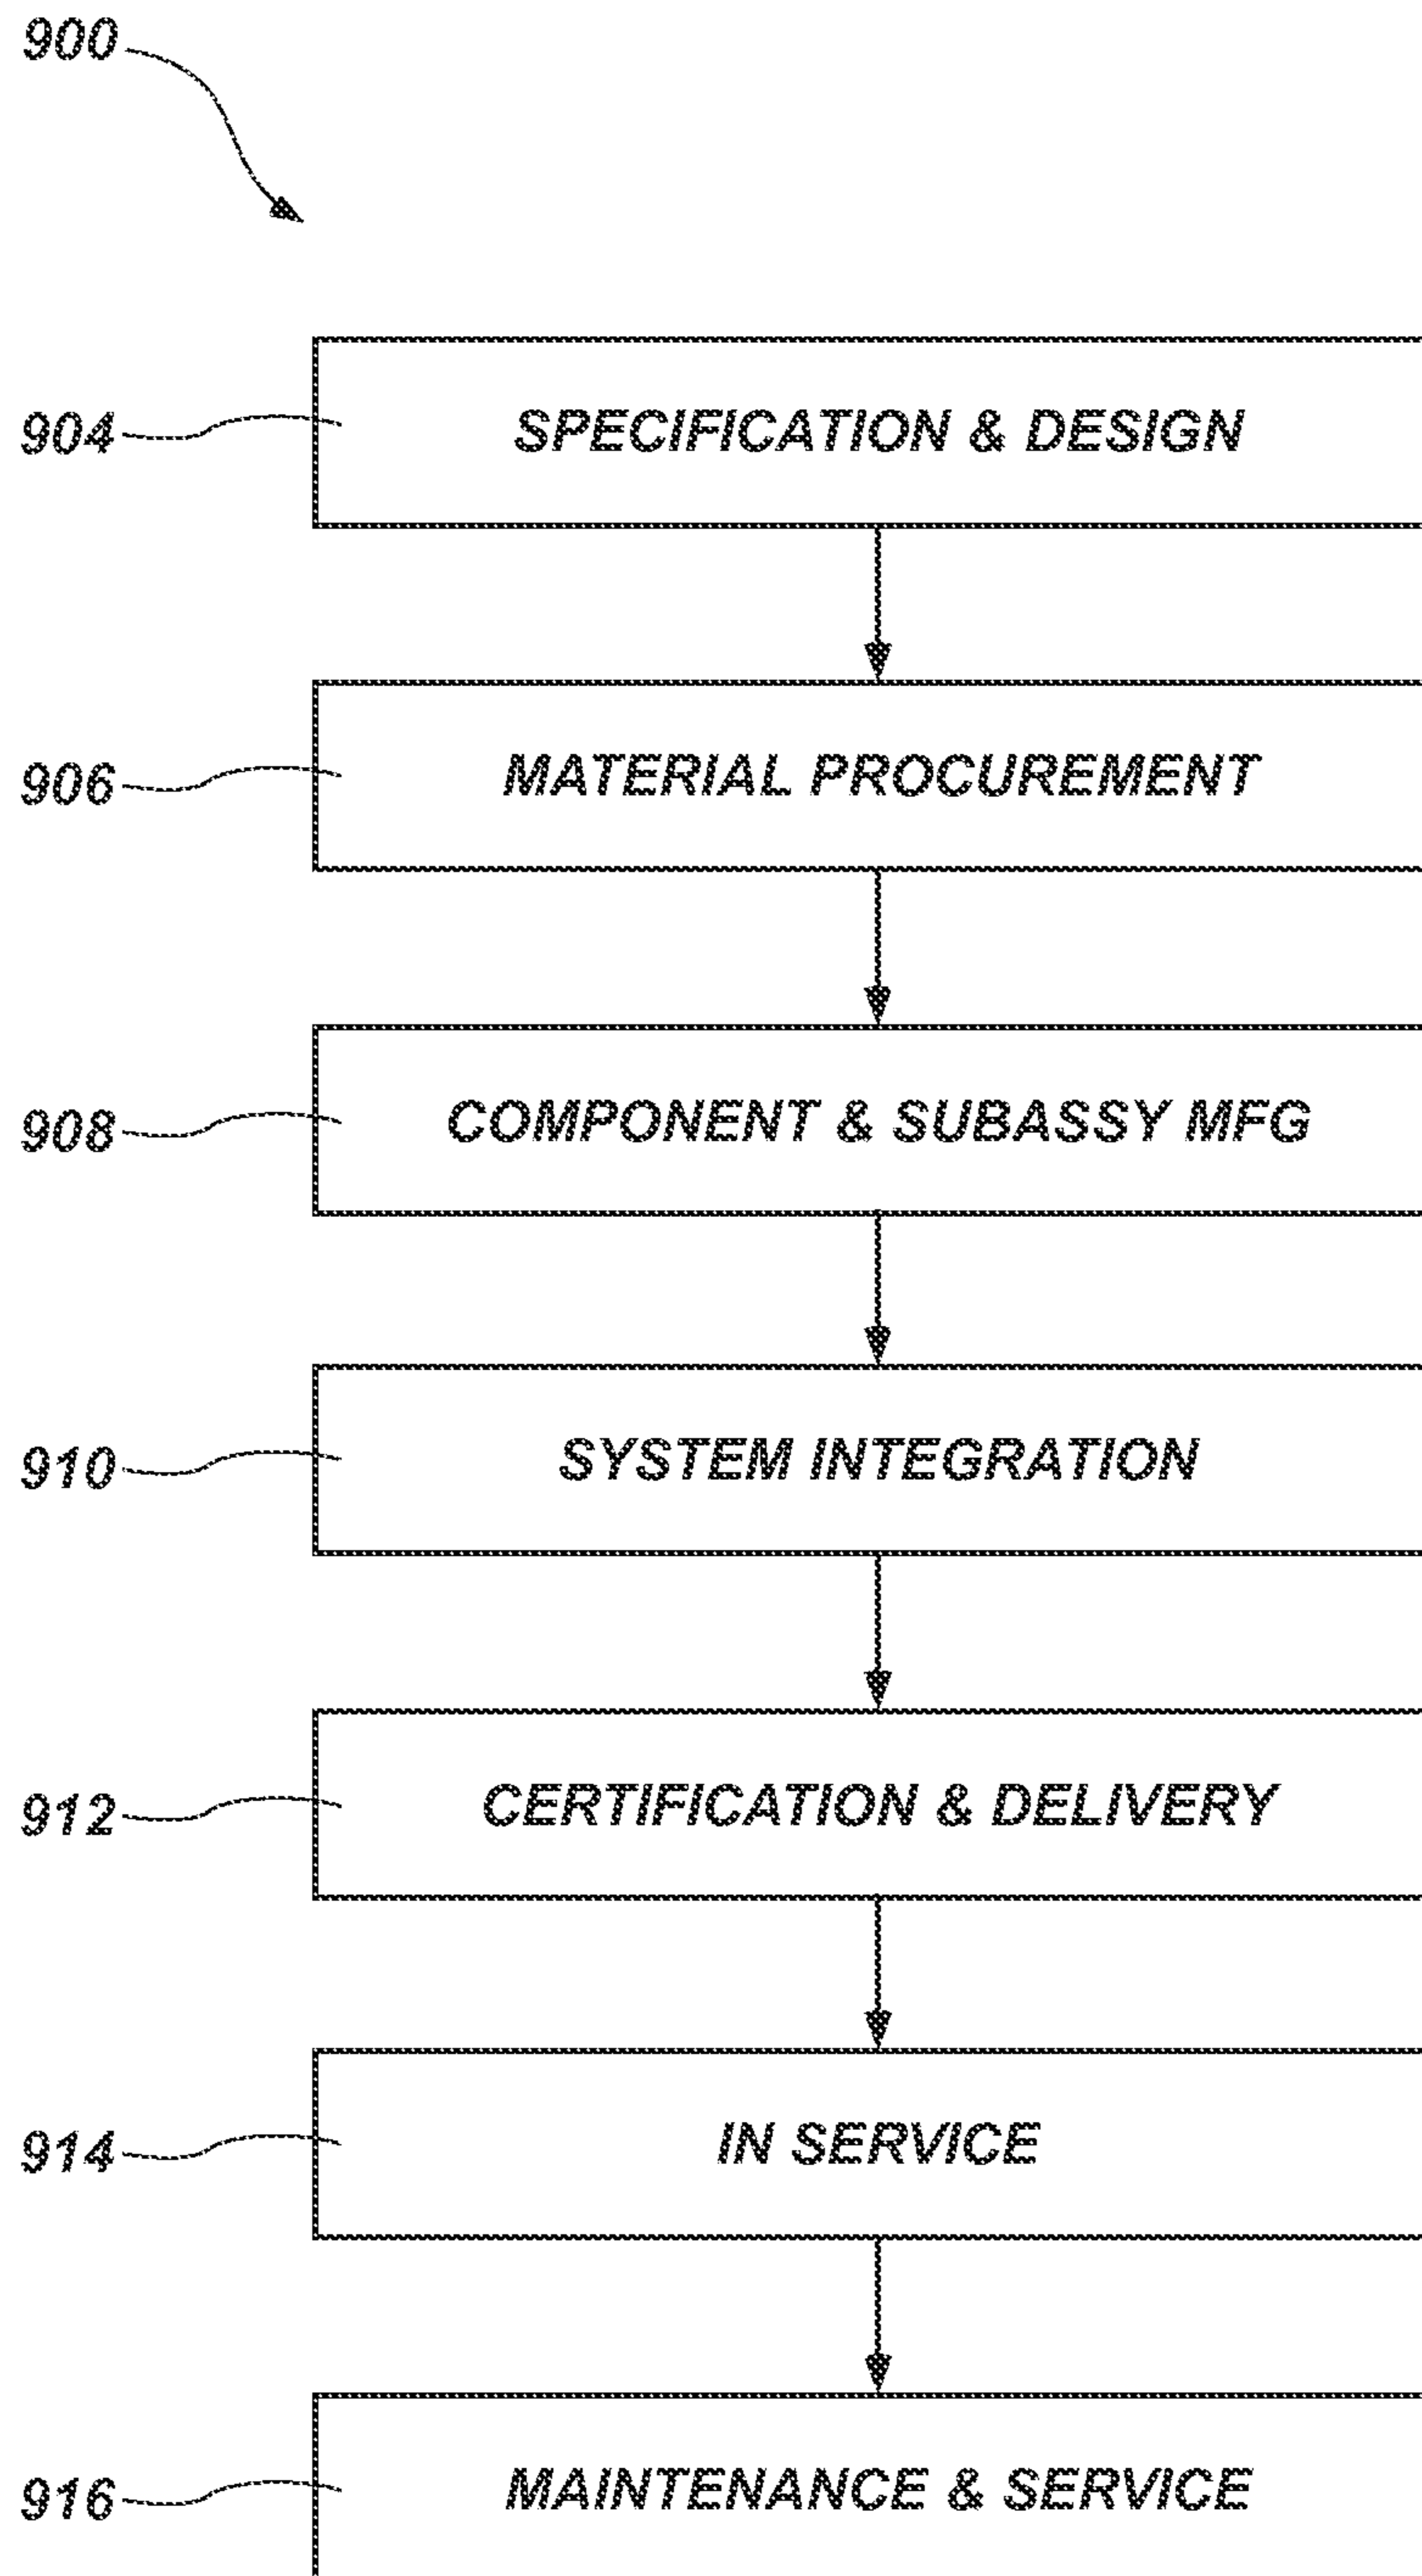 900
904 SPECIFICATION & DESIGN
906 MATERIAL PROCUREMENT
908 COMPONENT & SUBASSY MFG
910 SYSTEM INTEGRATION
912 CERTIFICATION & DELIVERY
914 IN SERVICE
916 MAINTENANCE & SERVICE